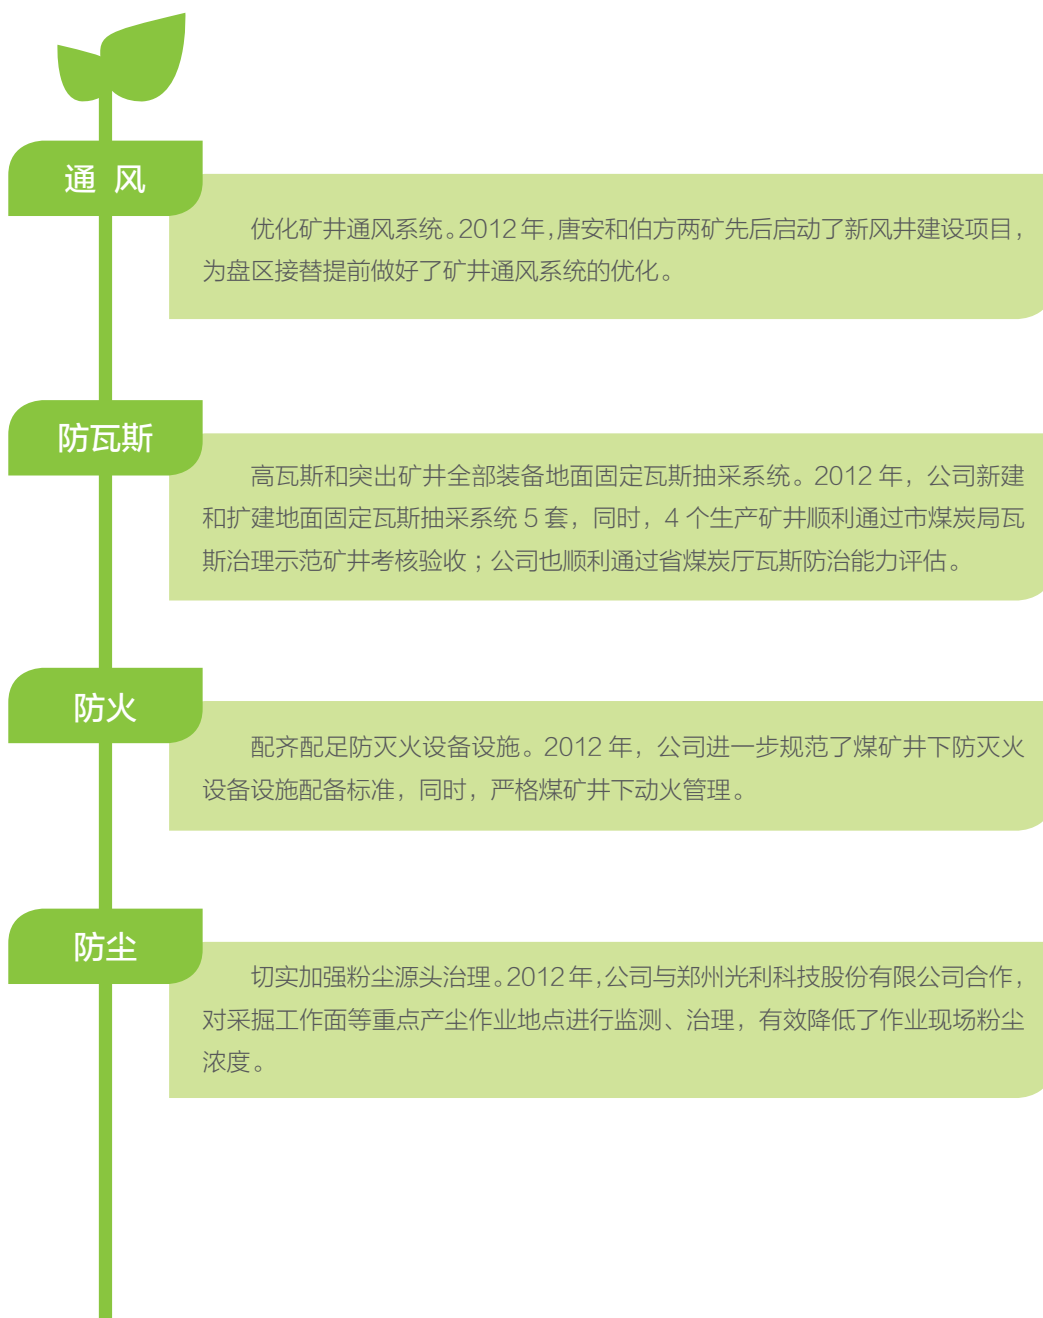 通 风
优化矿井通风系统。2012年,唐安和伯方两矿先后启动了新风井建设项目,
为盘区接替提前做好了矿井通风系统的优化。
防瓦斯
高瓦斯和突出矿井全部装备地面固定瓦斯抽采系统。2012 年，公司新建
和扩建地面固定瓦斯抽采系统 5 套，同时，4 个生产矿井顺利通过市煤炭局瓦
斯治理示范矿井考核验收；公司也顺利通过省煤炭厅瓦斯防治能力评估。
防火
配齐配足防灭火设备设施。2012 年，公司进一步规范了煤矿井下防灭火
设备设施配备标准，同时，严格煤矿井下动火管理。
防尘
切实加强粉尘源头治理。2012年,公司与郑州光利科技股份有限公司合作,
对采掘工作面等重点产尘作业地点进行监测、治理，有效降低了作业现场粉尘
浓度。